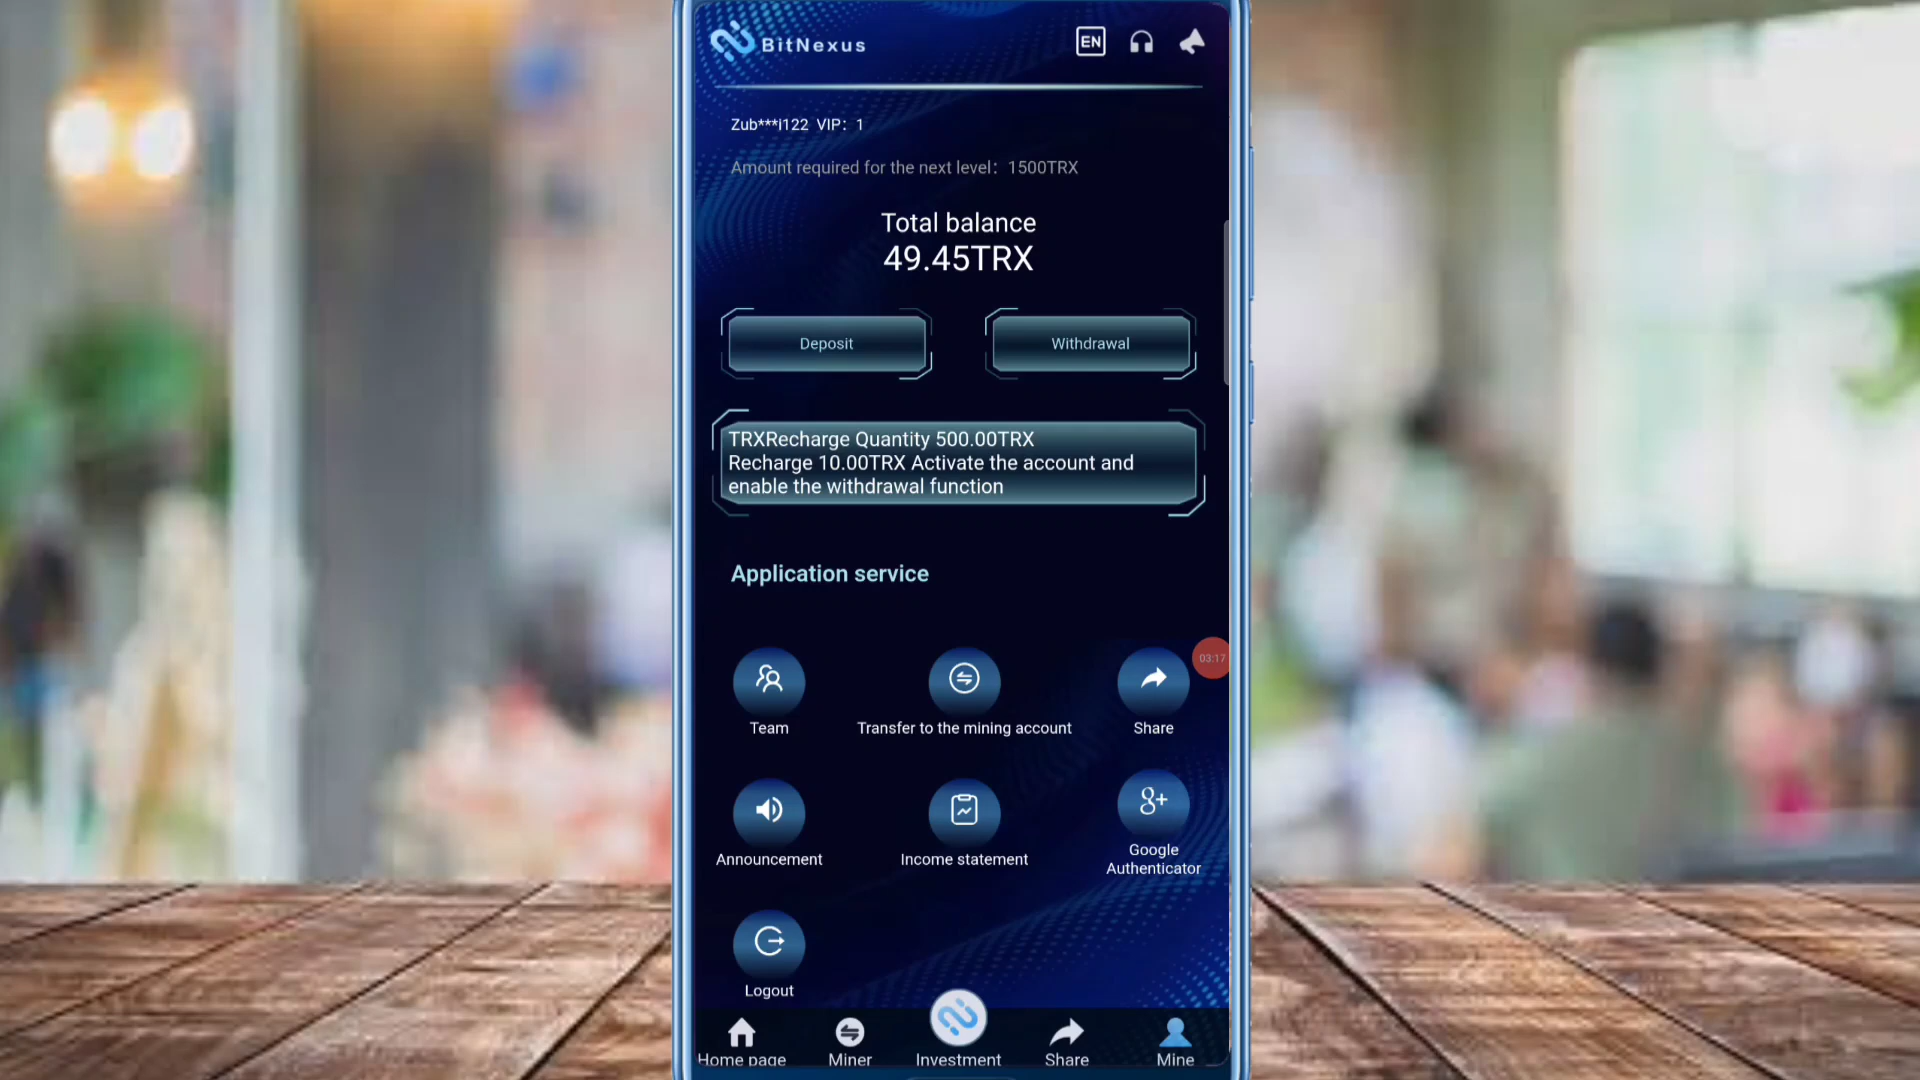 BitNexus
EN
Zub***i122 VIP: 1
Amount required for the next level: 1500TRX
Total balance
49.45TRX
Deposit
Withdrawal
TRXRecharge Quantity 500.00TRX
Recharge 10.00TRX Activate the account and
enable the withdrawal function
Application service
03:17
Team
Transfer to the mining account
Share
Announcement
Income statement
Google
Authenticator
Logout
Home page
Miner
Investment
Share
Mine